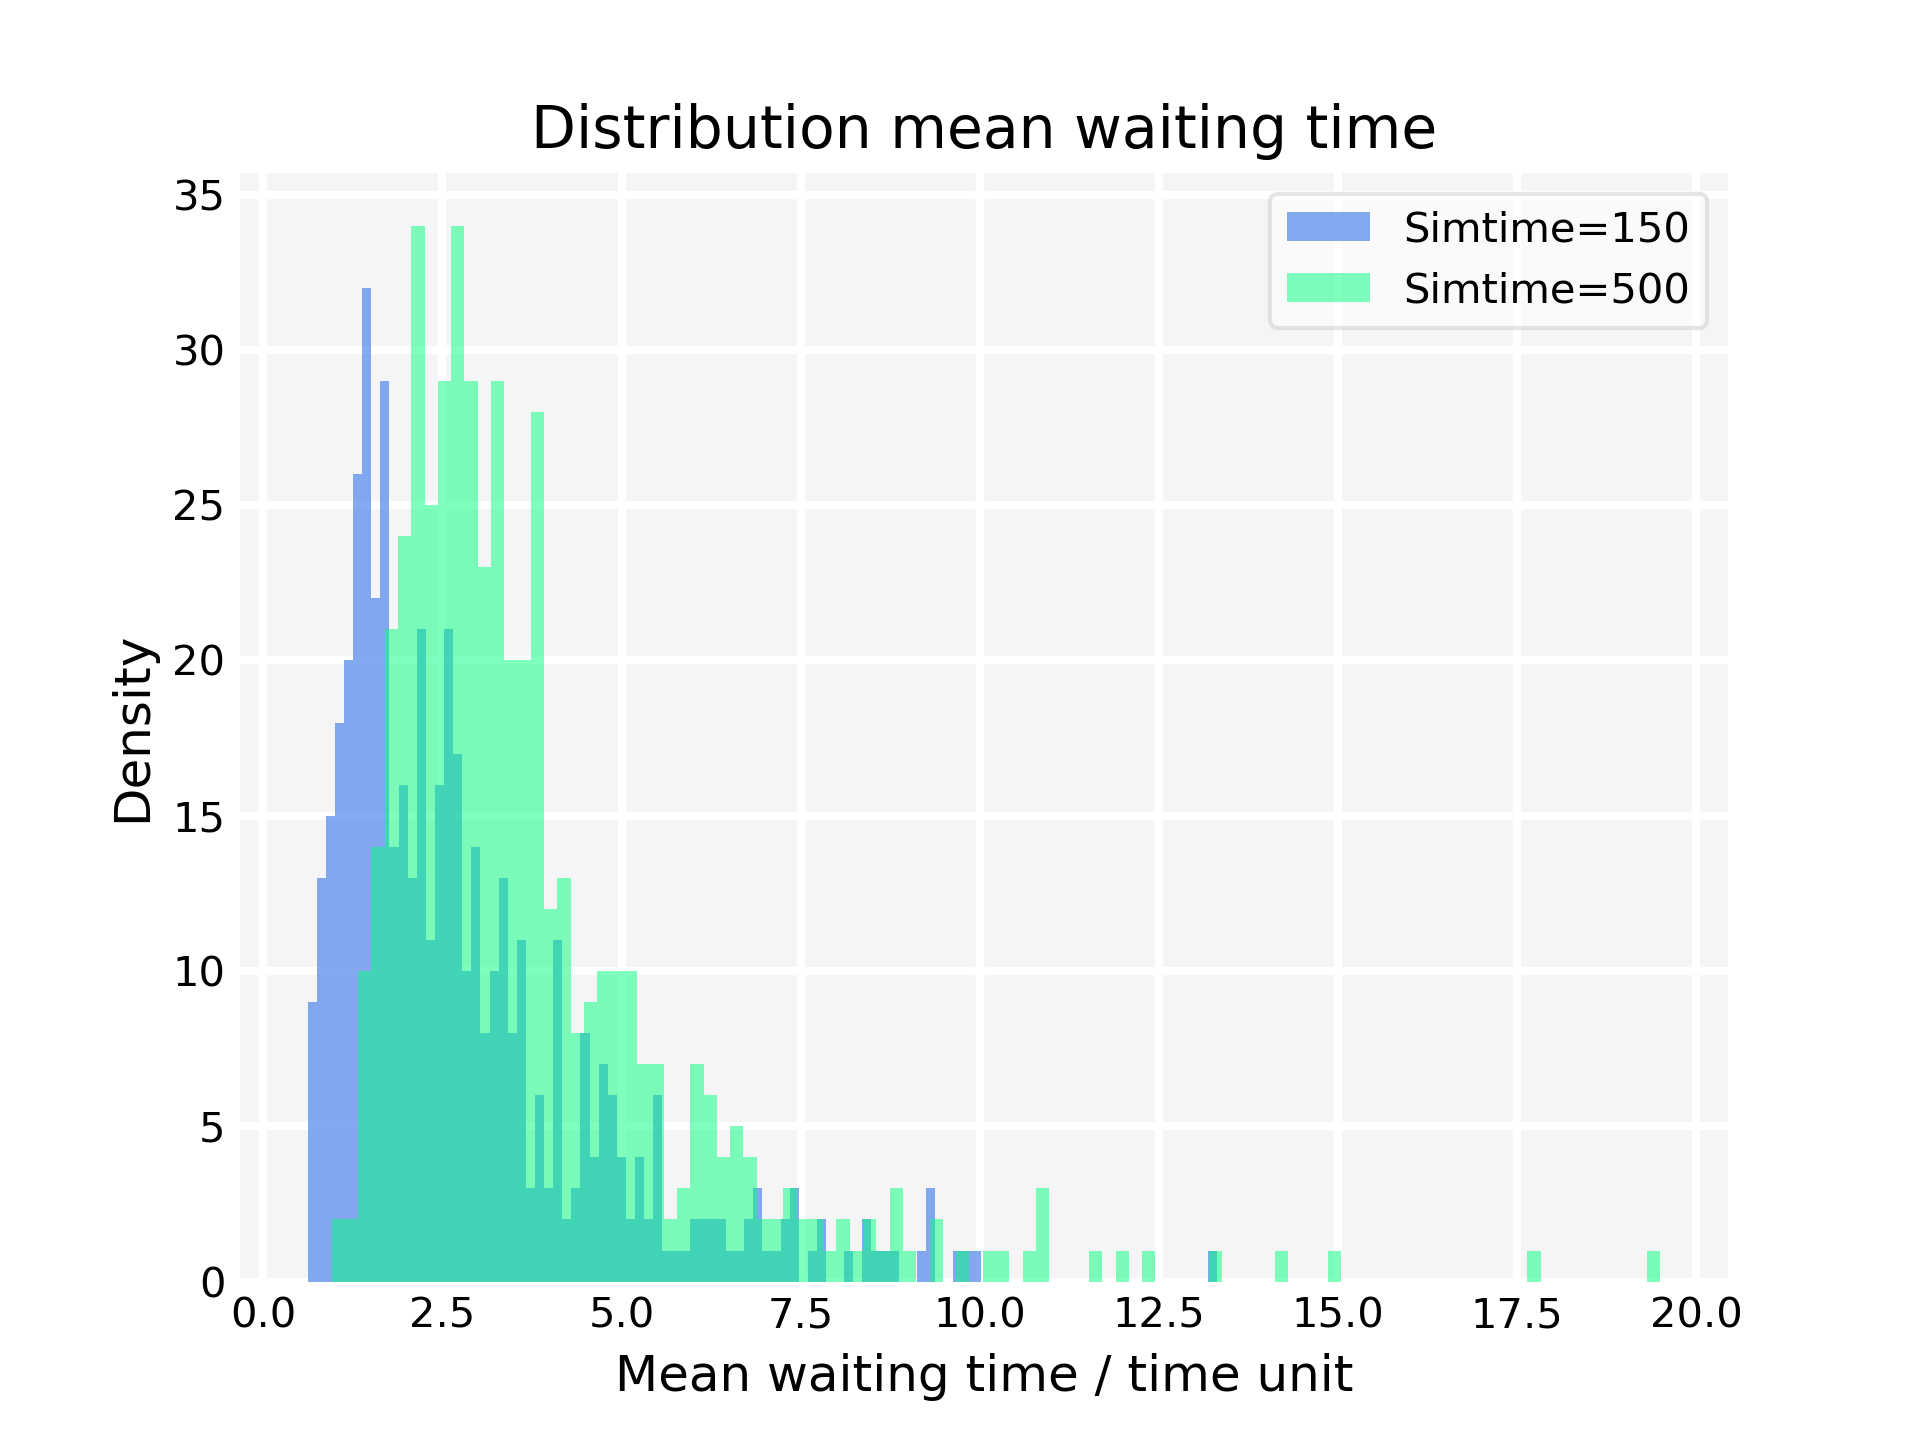 Distribution mean waiting time
Simtime=150
Simtime=500
Density
35
30
25
20
15
10
5
0
0.0 2.5 5.0 7.5 10.0 12.5 15.0 17.5 20.0
Mean waiting time / time unit